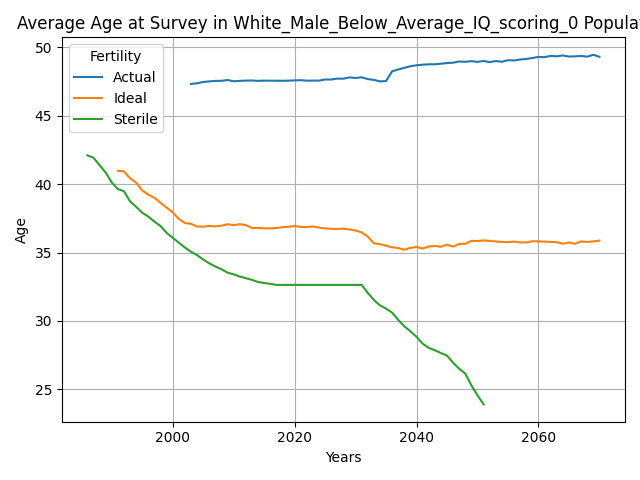 Average Age at Survey in White_Male_Below_Average_IQ_scoring_0 Popula
Fertility
Actual
Ideal
Sterile
50
45
40
35
30
25
Age
2000 2020 2040 2060
Years